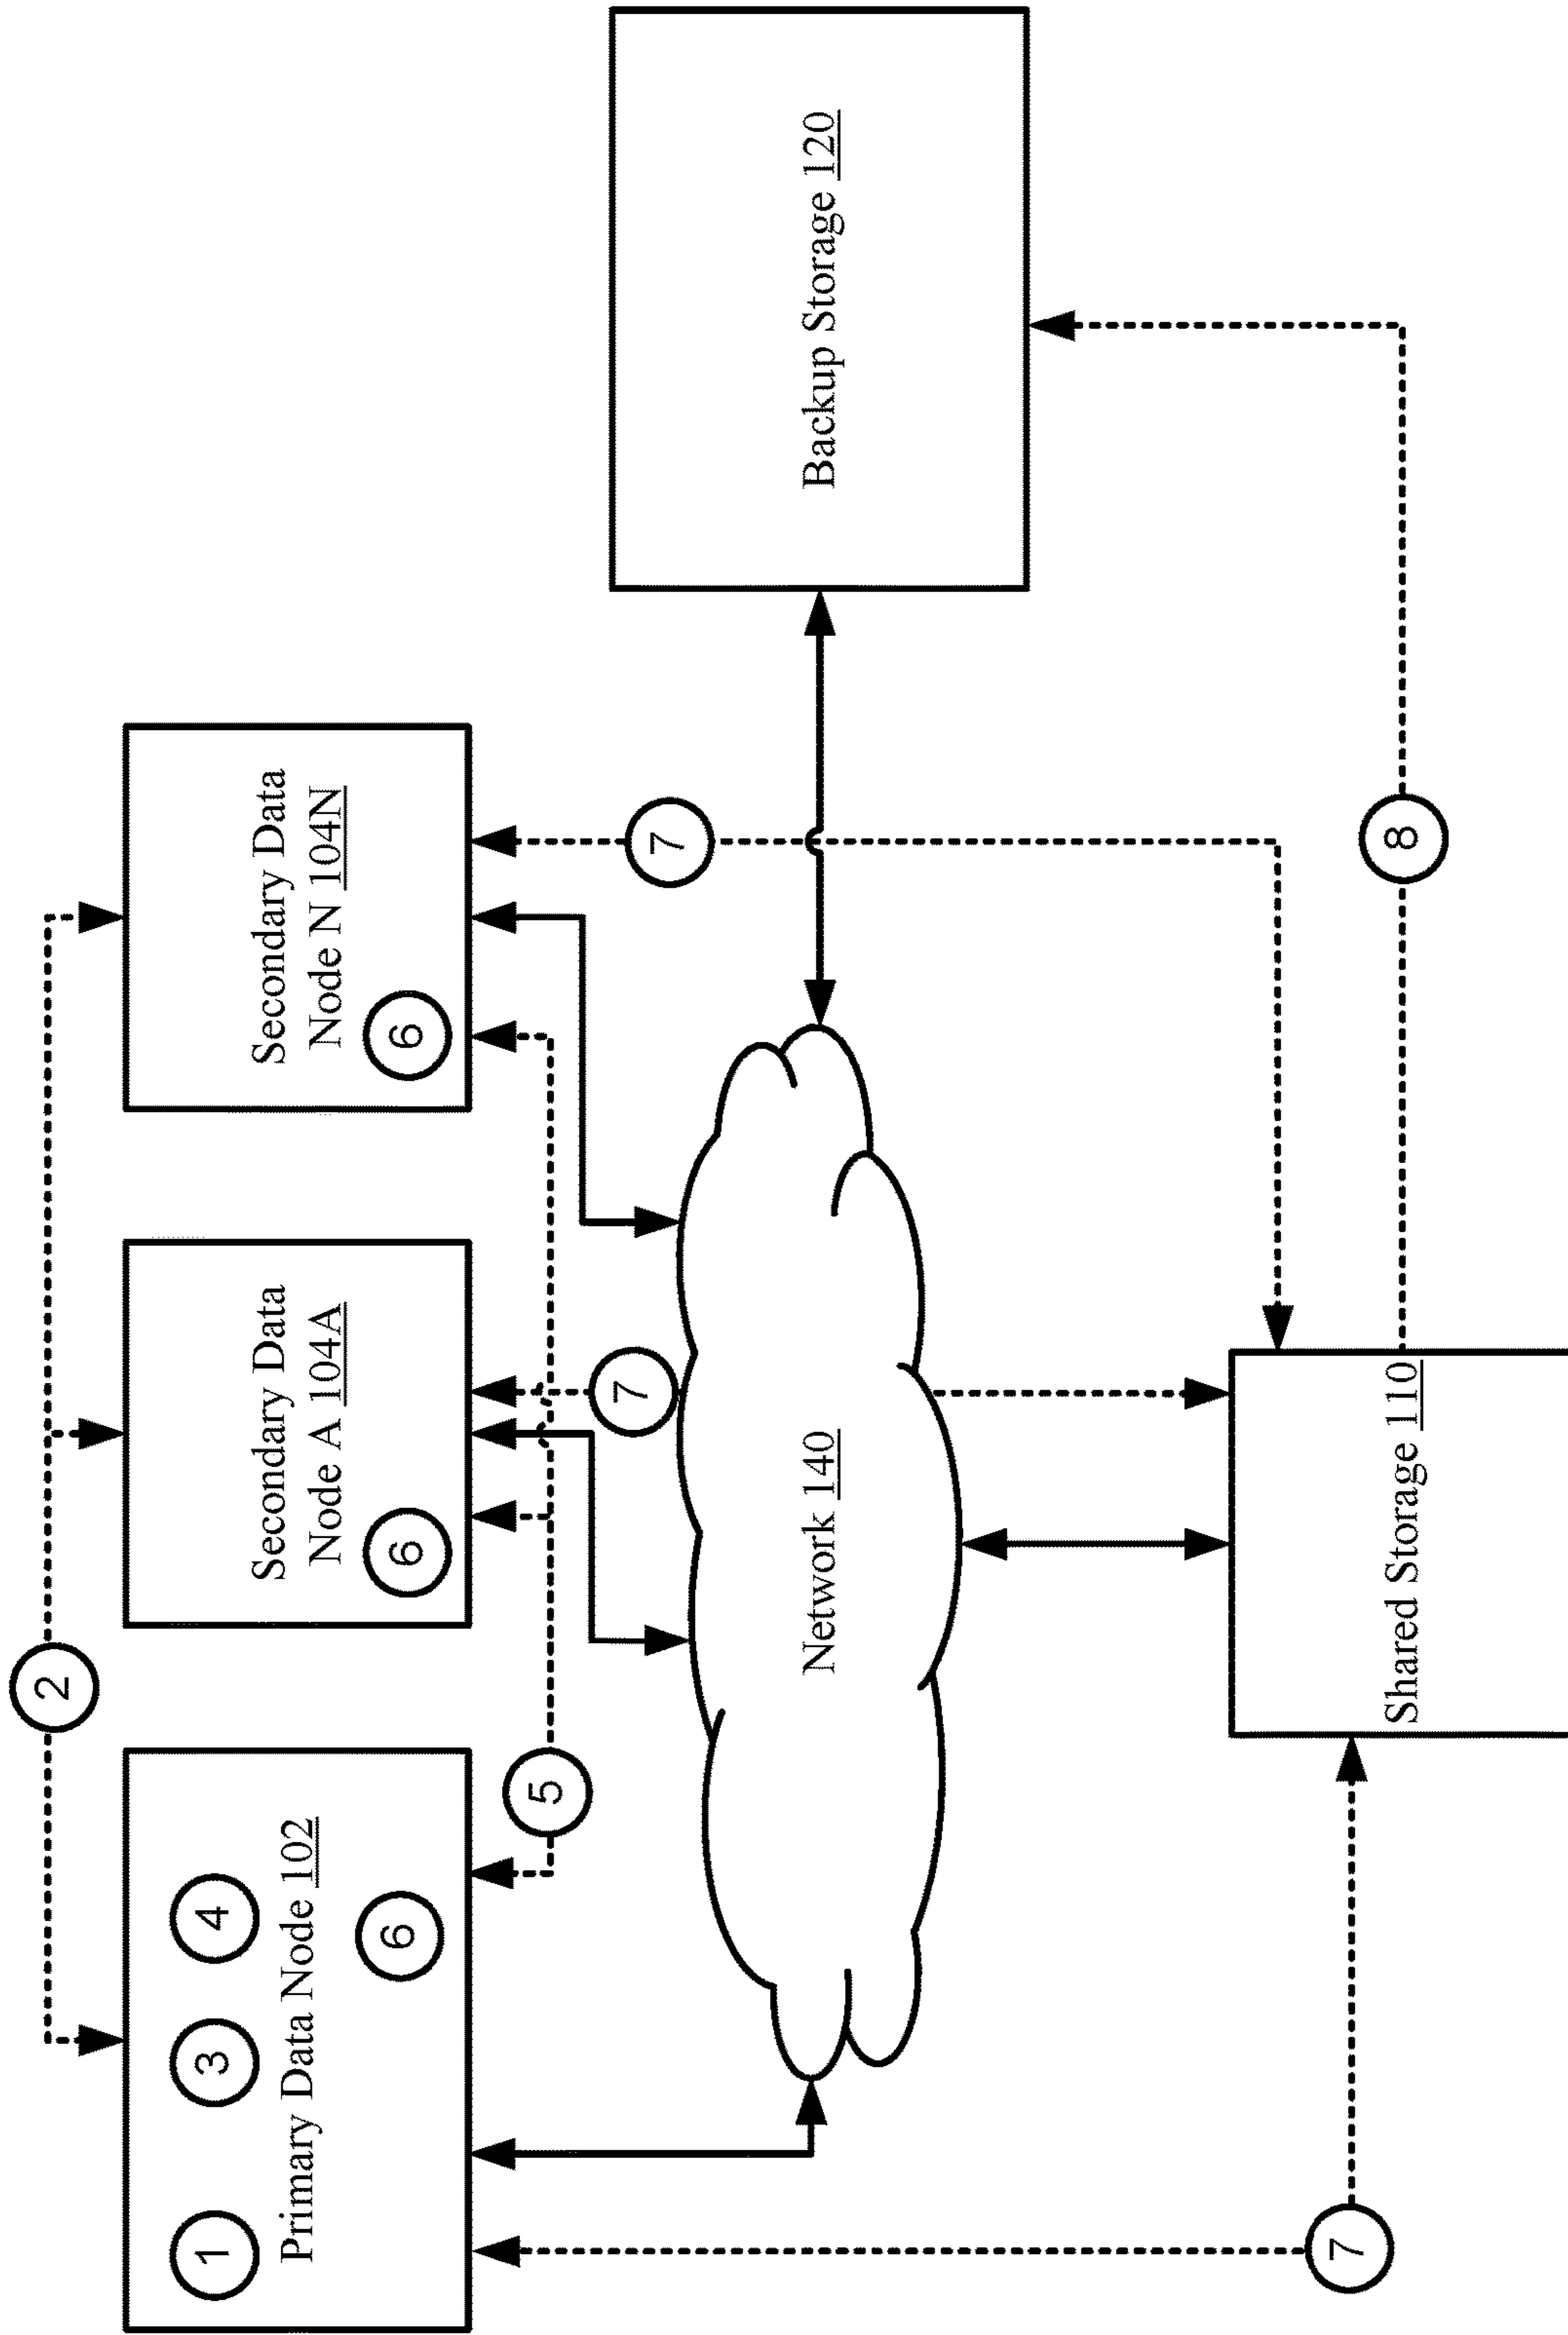 2
1
3
4
Primary Data Node 102
6
Secondary Data
Node A 104A
6
Secondary Data
Node N 104N
6
5
7
7
Network 140
Backup Storage 120
7
Shared Storage 110
8